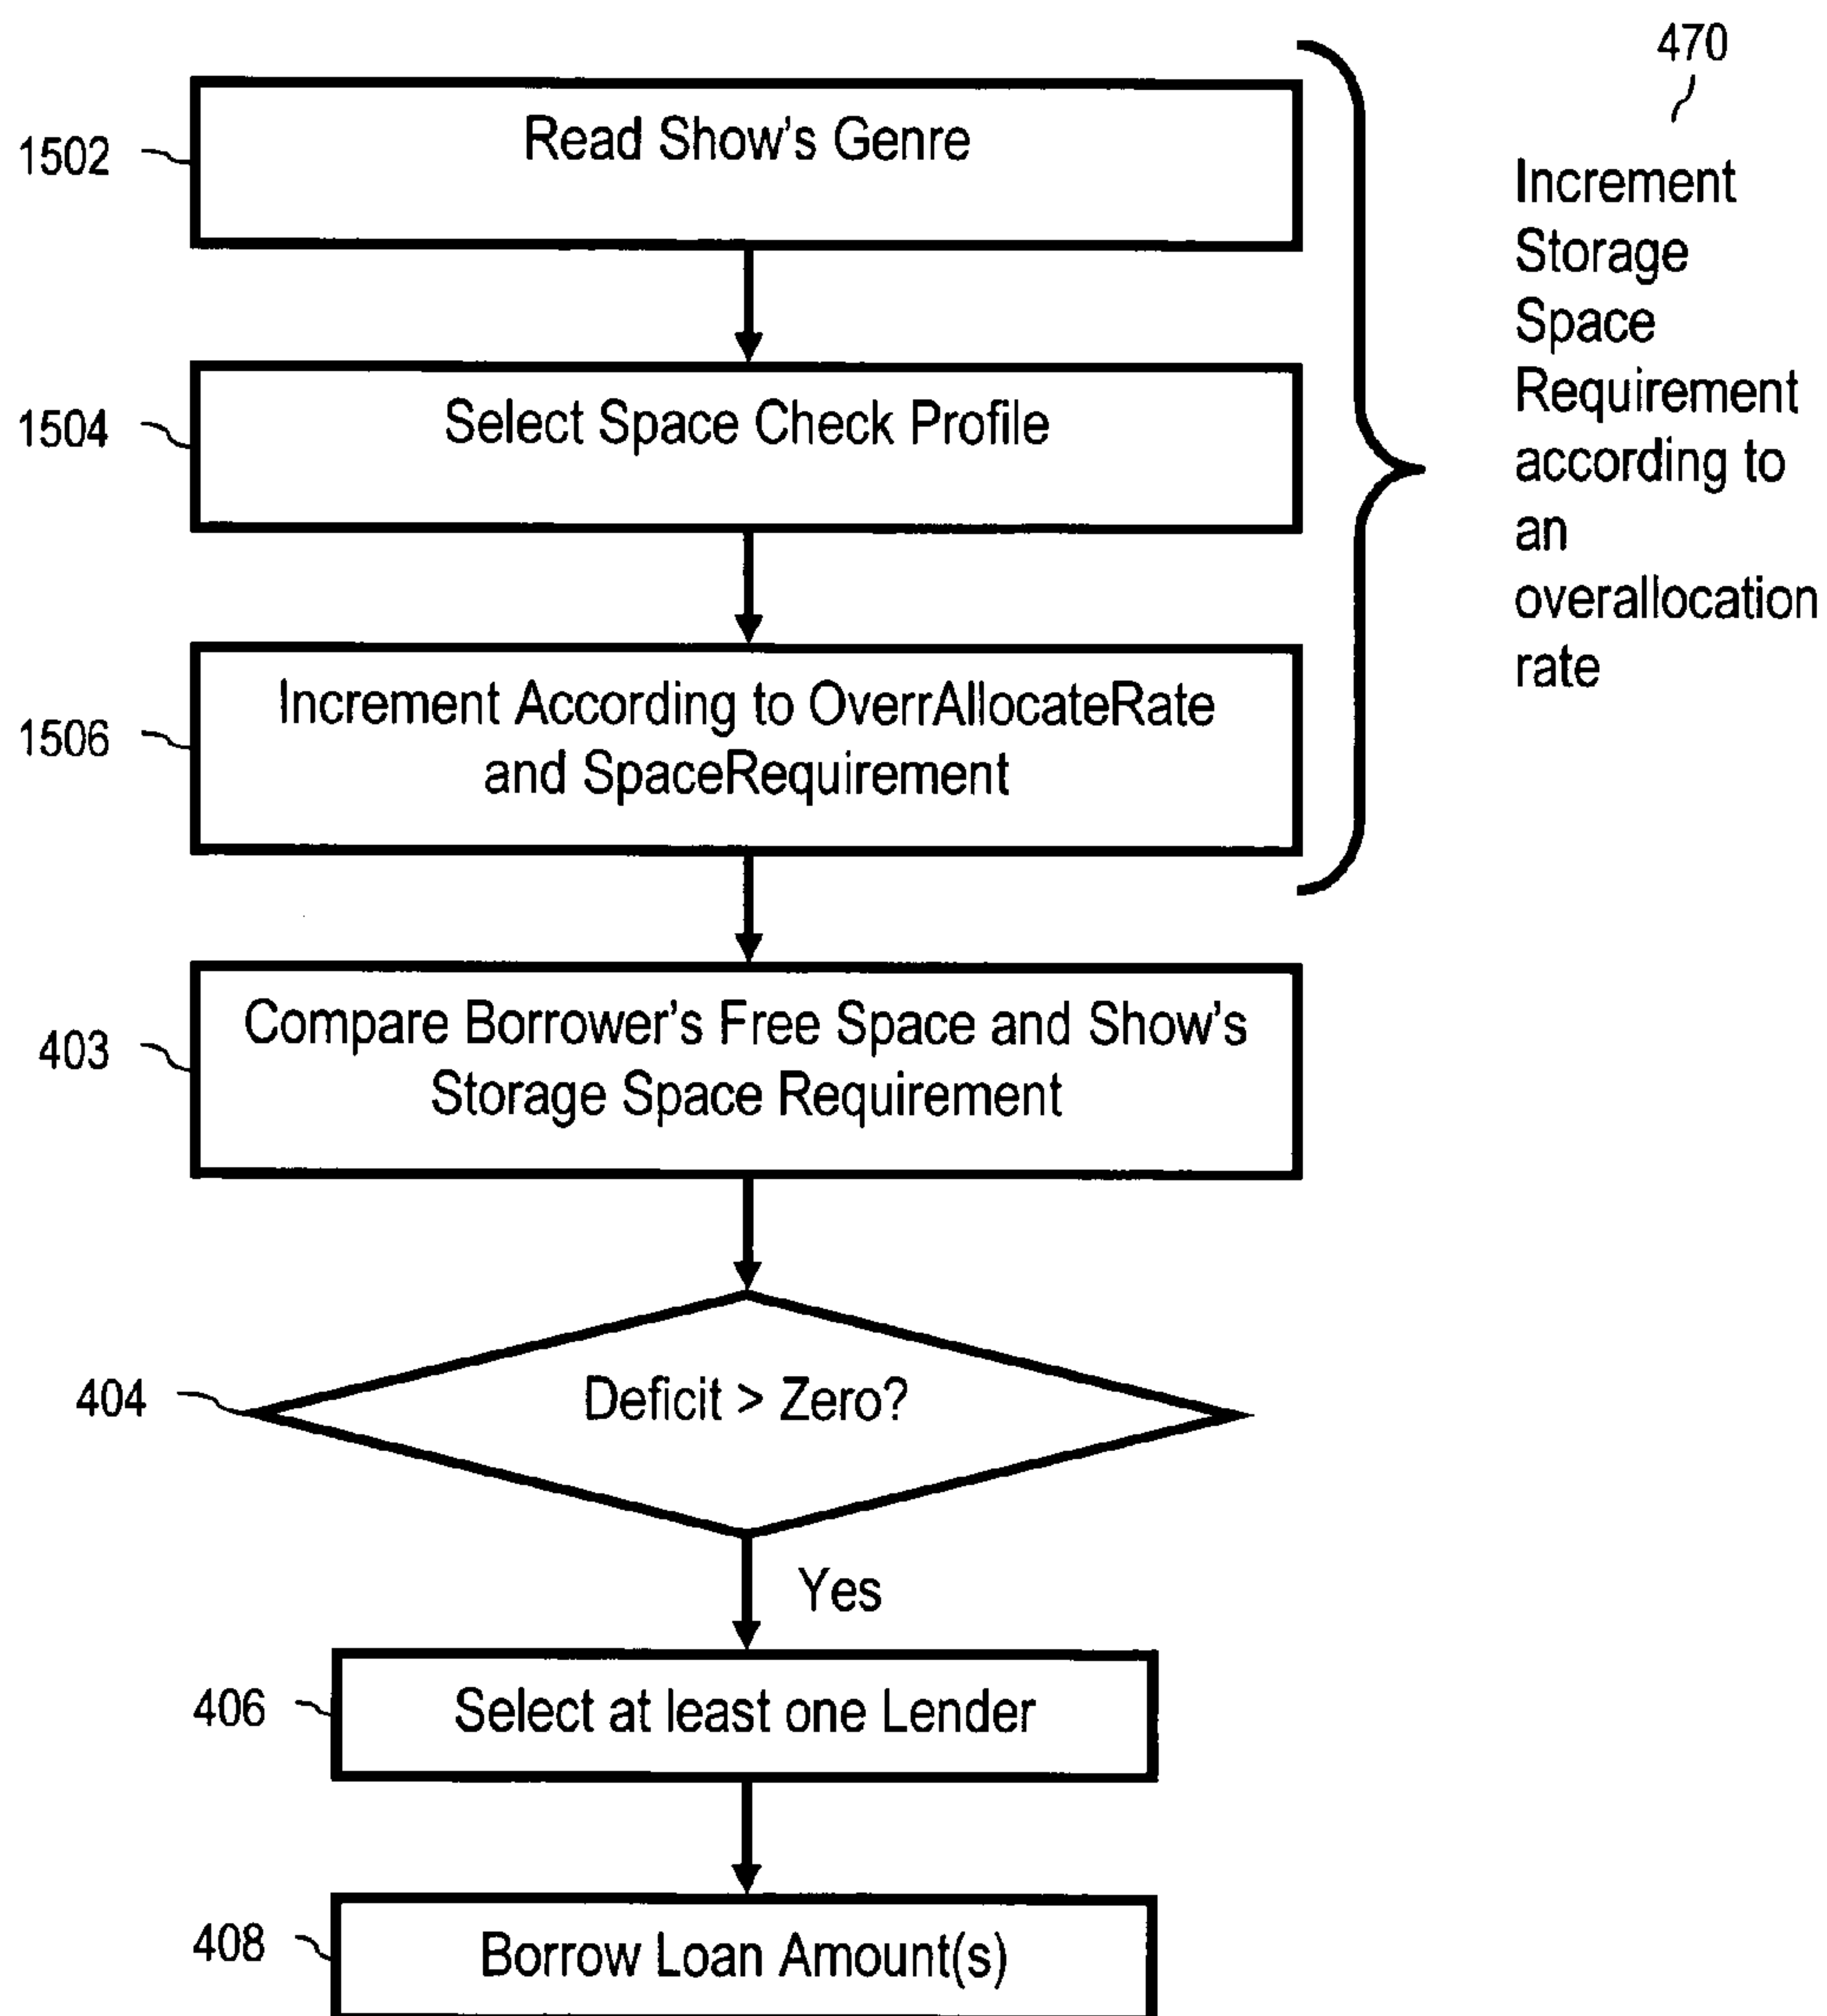 470
1502
Read Show's Genre
Increment
Storage
Space
Requirement
according to
an
overallocation
rate
1504
Select Space Check Profile
1506
Increment According to OverrAllocateRate
and SpaceRequirement
403
Compare Borrower's Free Space and Show's
Storage Space Requirement
404
Deficit > Zero?
Yes
406
Select at least one Lender
408
Borrow Loan Amount(s)